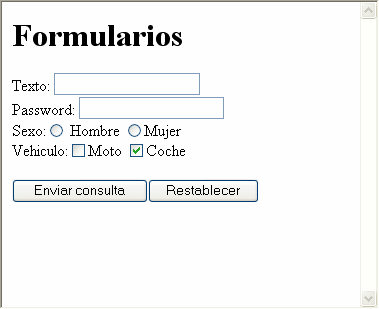 Formularios
Texto:
Password:
Sexo: Hombre Mujer
Vehiculo: Moto Coche
Enviar consulta Restablecer